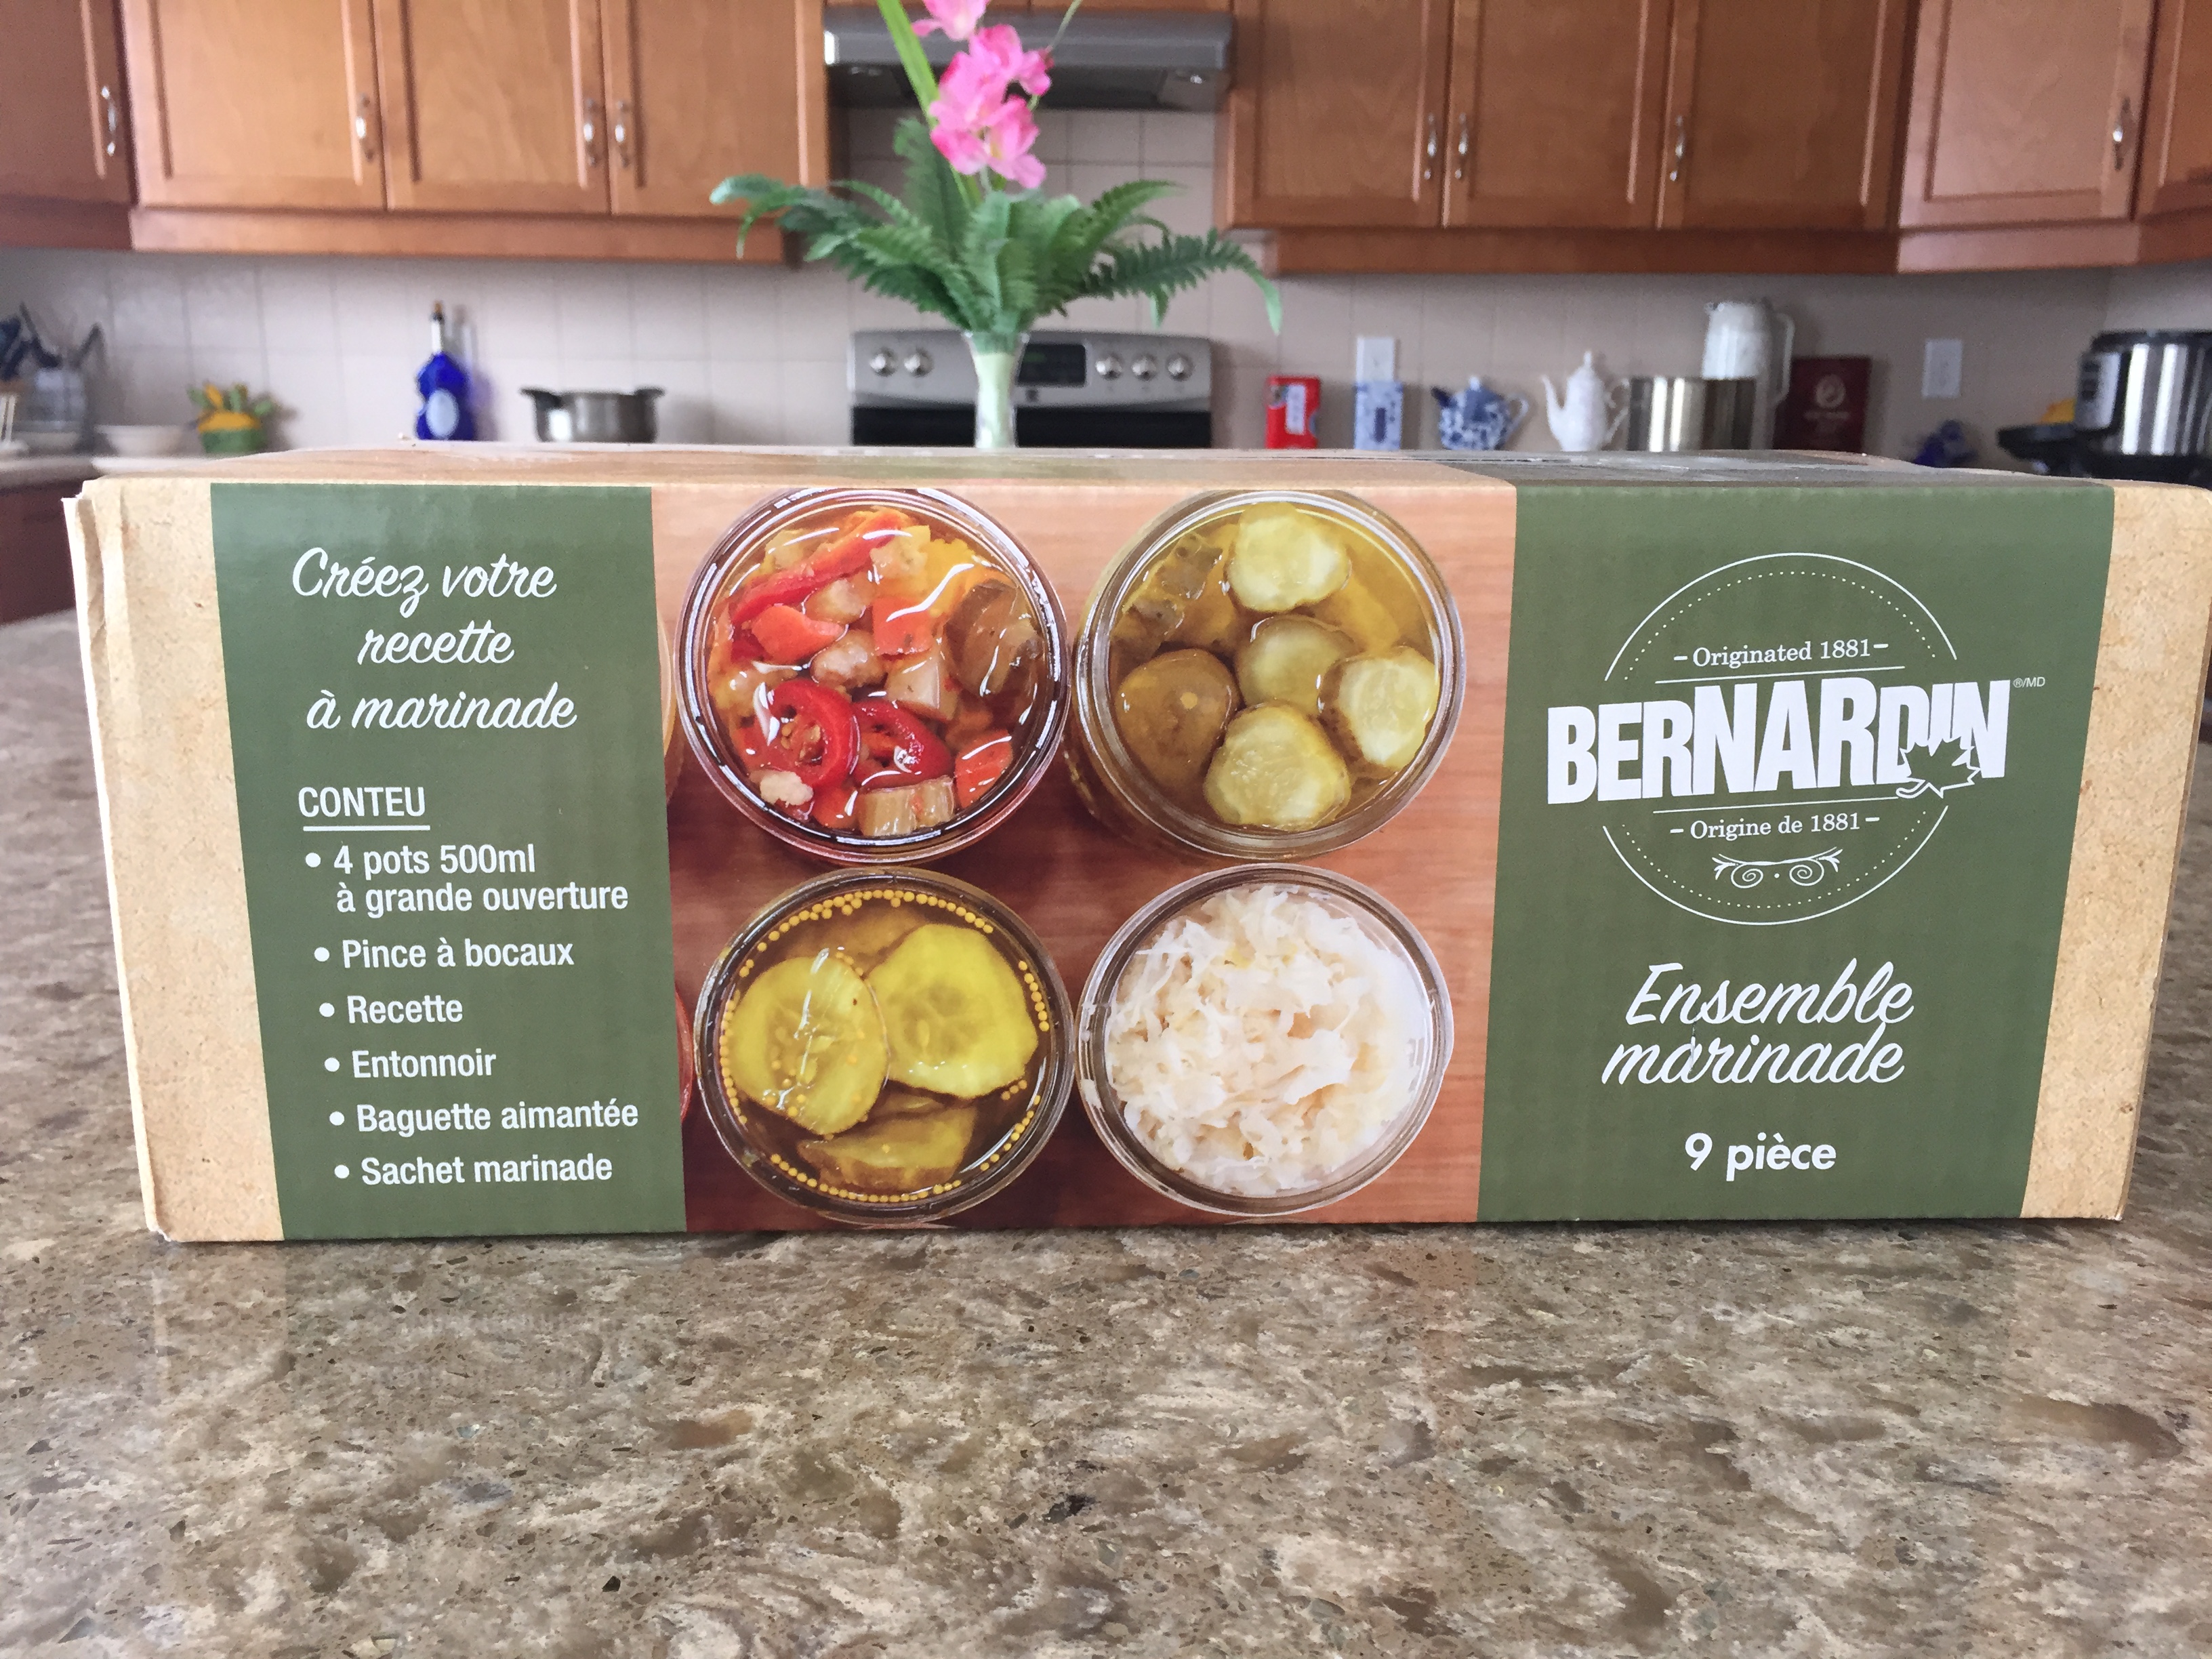 Créez votre
recette
à marinade
CONTEU
• 4 pots 500ml
à grande ouverture
• Pince à bocaux
• Recette
• Entonnoir
• Baguette aimantée
• Sachet marinade
- Originated 1881 -
BERNARDIN ®/MD
- Origine de 1881 -
Ensemble
marinade
9 pièce